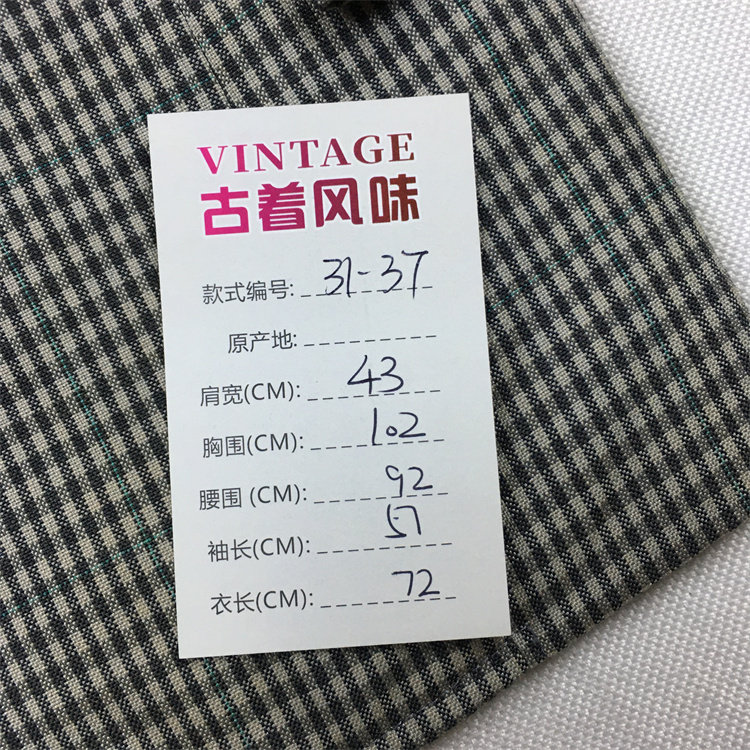 VINTAGE
古着风味
款式编号: 31-37
原产地:
肩宽(CM): 43
胸围(CM): 102
腰围 (CM): 92
袖长(CM): 57
衣长(CM): 72